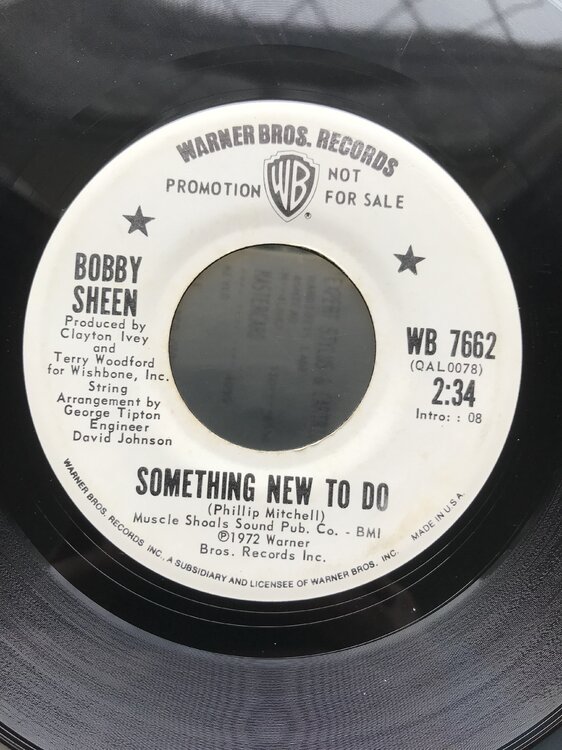 WARNER BROS. RECORDS
PROMOTION WB NOT
FOR SALE
BOBBY
SHEEN
Produced by
Clayton Ivey
and
Terry Woodford
for Wishbone, Inc.
String
Arrangement by
George Tipton
Engineer
David Johnson
WB 7662
(QAL0078)
2:34
Intro: : 08
SOMETHING NEW TO DO
(Phillip Mitchell)
Muscle Shoals Sound Pub. Co. - BMI
℗1972 Warner
Bros. Records Inc.
WARNER BROS. RECORDS INC., A SUBSIDIARY AND LICENSEE OF WARNER BROS. INC. MADE IN U.S.A.